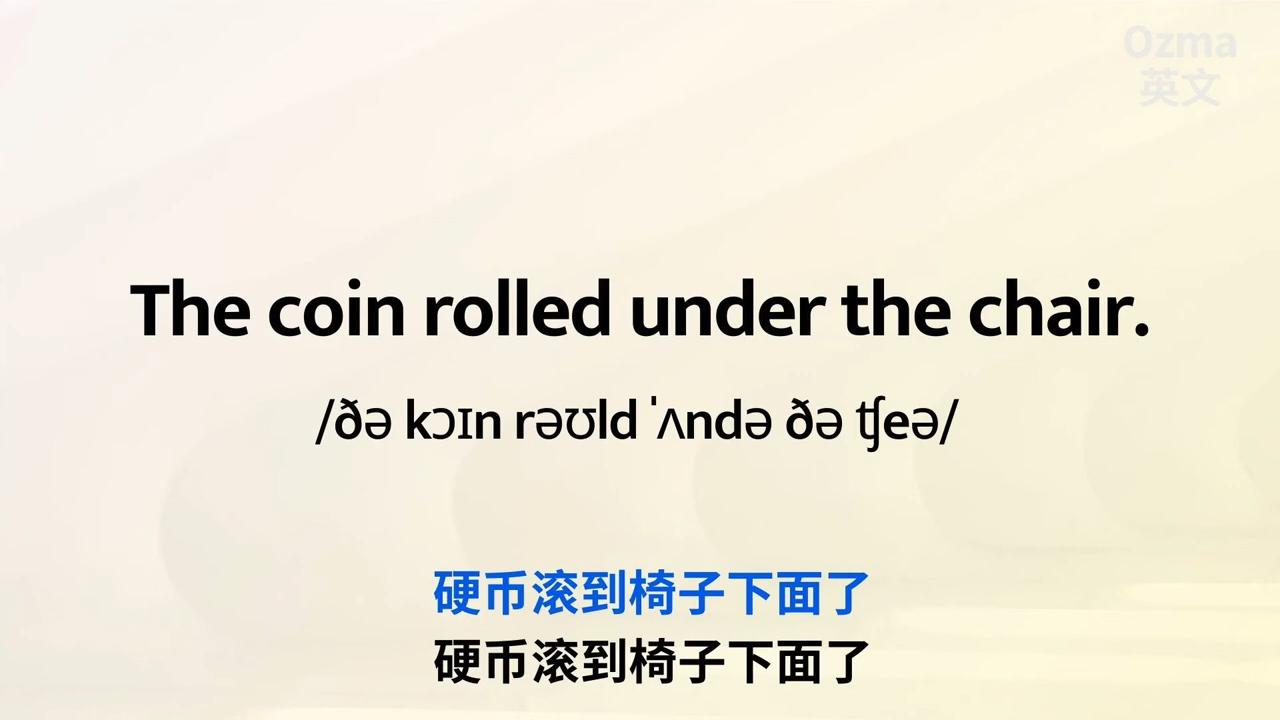 Ozma
英文
The coin rolled under the chair.
/ðə kɔɪn rəʊld ˈʌndə ðə ʧeə/
硬币滚到椅子下面了
硬币滚到椅子下面了